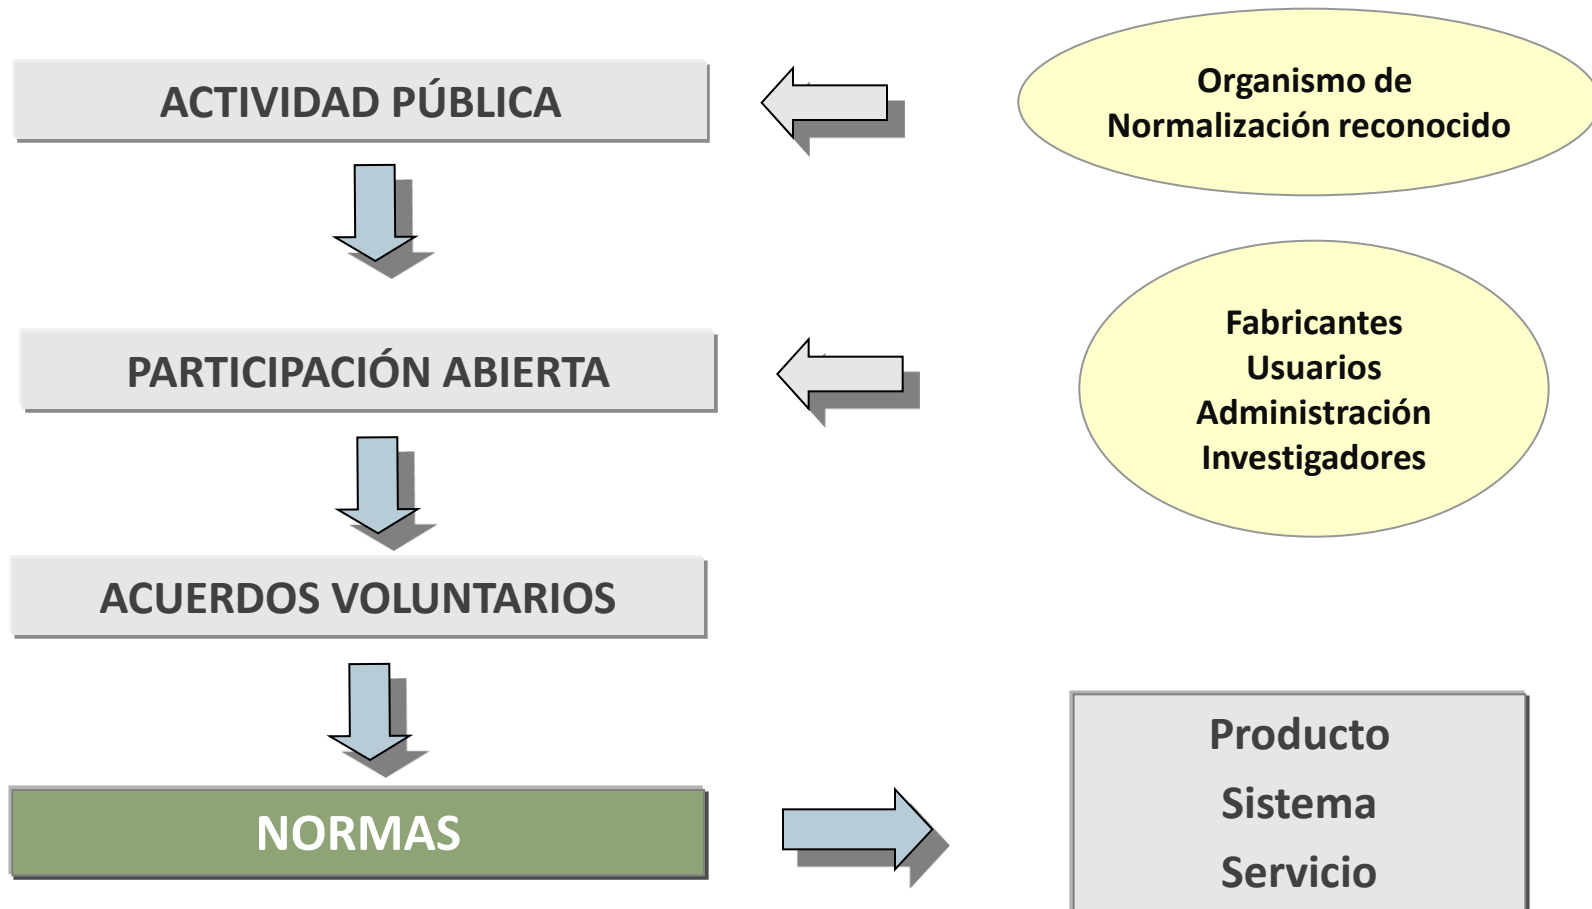 ACTIVIDAD PÚBLICA
Organismo de
Normalización reconocido
PARTICIPACIÓN ABIERTA
Fabricantes
Usuarios
Administración
Investigadores
ACUERDOS VOLUNTARIOS
NORMAS
Producto
Sistema
Servicio